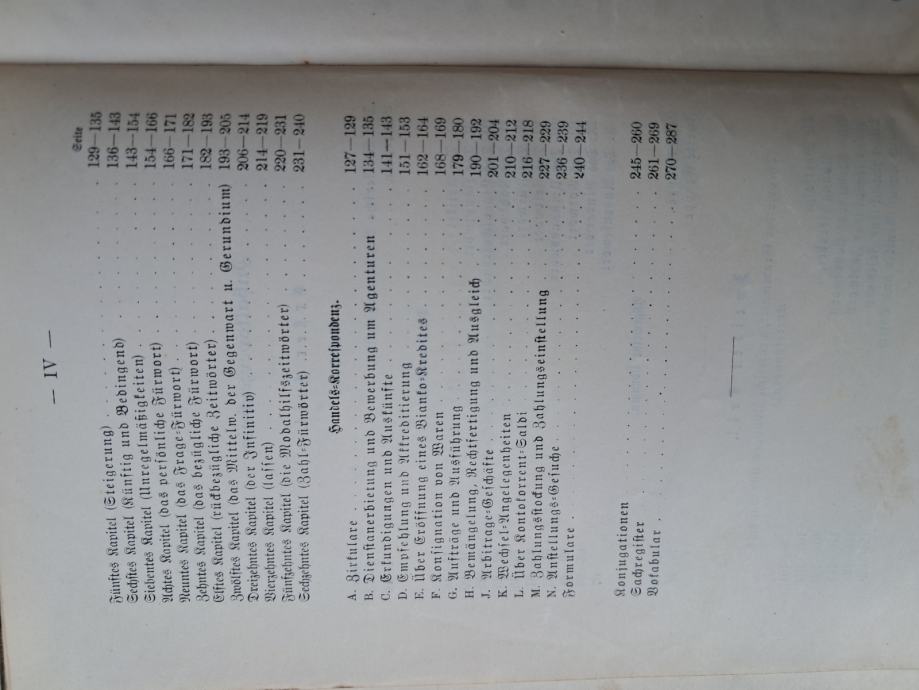 — IV —
Seite
Fünftes Kapitel (Steigerung) . . . . . . . . . . 129—135
Sechstes Kapitel (Künftig und Bedingend) . . . . . . 136—143
Siebentes Kapitel (Unregelmäßigkeiten) . . . . . . 143—154
Achtes Kapitel (das persönliche Fürwort) . . . . . . 154—166
Neuntes Kapitel (das Frage-Fürwort) . . . . . . . 166—171
Zehntes Kapitel (das bezügliche Fürwort) . . . . . . 171—182
Elftes Kapitel (rückbezügliche Zeitwörter) . . . . . . 182—193
Zwölftes Kapitel (das Mittelw. der Gegenwart u. Gerundium) 193—205
Dreizehntes Kapitel (der Infinitiv) . . . . . . . . 206—214
Vierzehntes Kapitel (lassen) . . . . . . . . . . 214—219
Fünfzehntes Kapitel (die Modalhilfszeitwörter) . . . . 220—231
Sechzehntes Kapitel (Zahl-Fürwörter) . . . . . . . 231—240
Handels-Korrespondenz.
A. Zirkulare . . . . . . . . . . . . . . 127—129
B. Dienstanerbietung und Bewerbung um Agenturen . . 134—135
C. Erkundigungen und Auskünfte . . . . . . . . 141—143
D. Empfehlung und Akkreditierung . . . . . . . . 151—153
E. Über Eröffnung eines Blanko-Kredites . . . . . . 162—164
F. Konsignation von Waren . . . . . . . . . . 168—169
G. Aufträge und Ausführung . . . . . . . . . . 179—180
H. Bemängelung, Rechtfertigung und Ausgleich . . . . 190—192
J. Arbitrage-Geschäfte . . . . . . . . . . . 201—204
K. Wechsel-Angelegenheiten . . . . . . . . . . 210—212
L. Über Kontokorrent-Saldi . . . . . . . . . . 216—218
M. Zahlungsstockung und Zahlungseinstellung . . . . . 227—229
N. Anstellungs-Gesuche . . . . . . . . . . . 236—239
Formulare . . . . . . . . . . . . . . . 240—244
Konjugationen . . . . . . . . . . . . . 245—260
Sachregister . . . . . . . . . . . . . . 261—269
Vokabular . . . . . . . . . . . . . . . 270—287